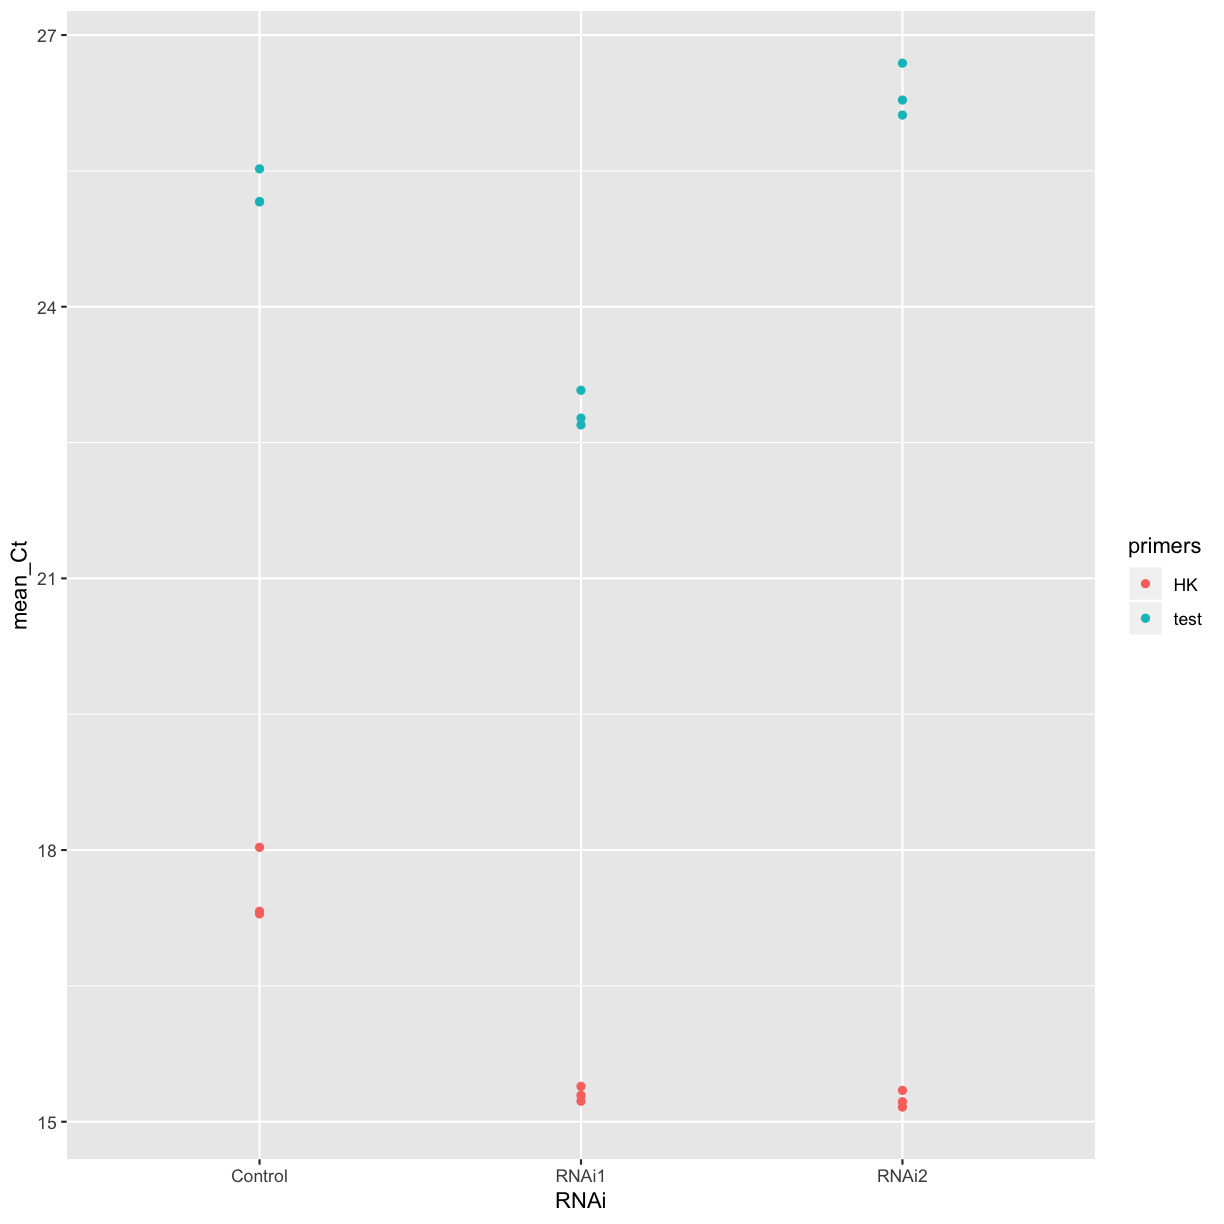 27
24
21
18
15
mean_Ct
Control
RNAi1
RNAi2
RNAi
primers
HK
test